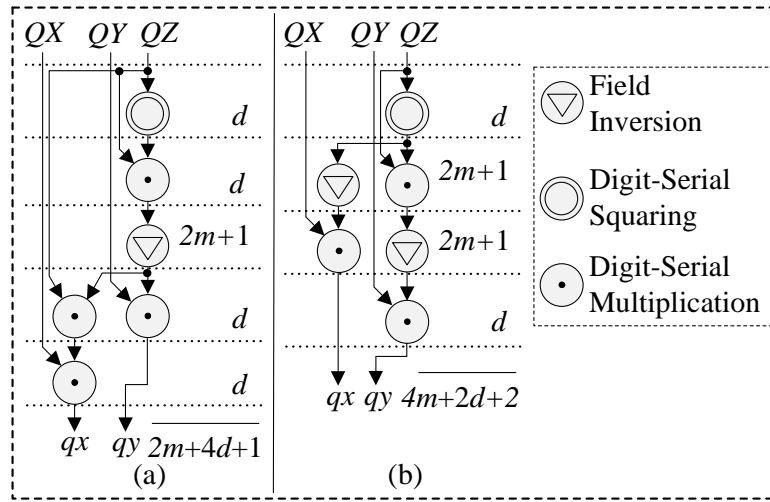 QX QY QZ
d
d
2m+1
d
d
qx qy 2m+4d+1
(a)
QX QY QZ
d
2m+1
2m+1
d
qx qy 4m+2d+2
(b)
Field
Inversion
Digit-Serial
Squaring
Digit-Serial
Multiplication